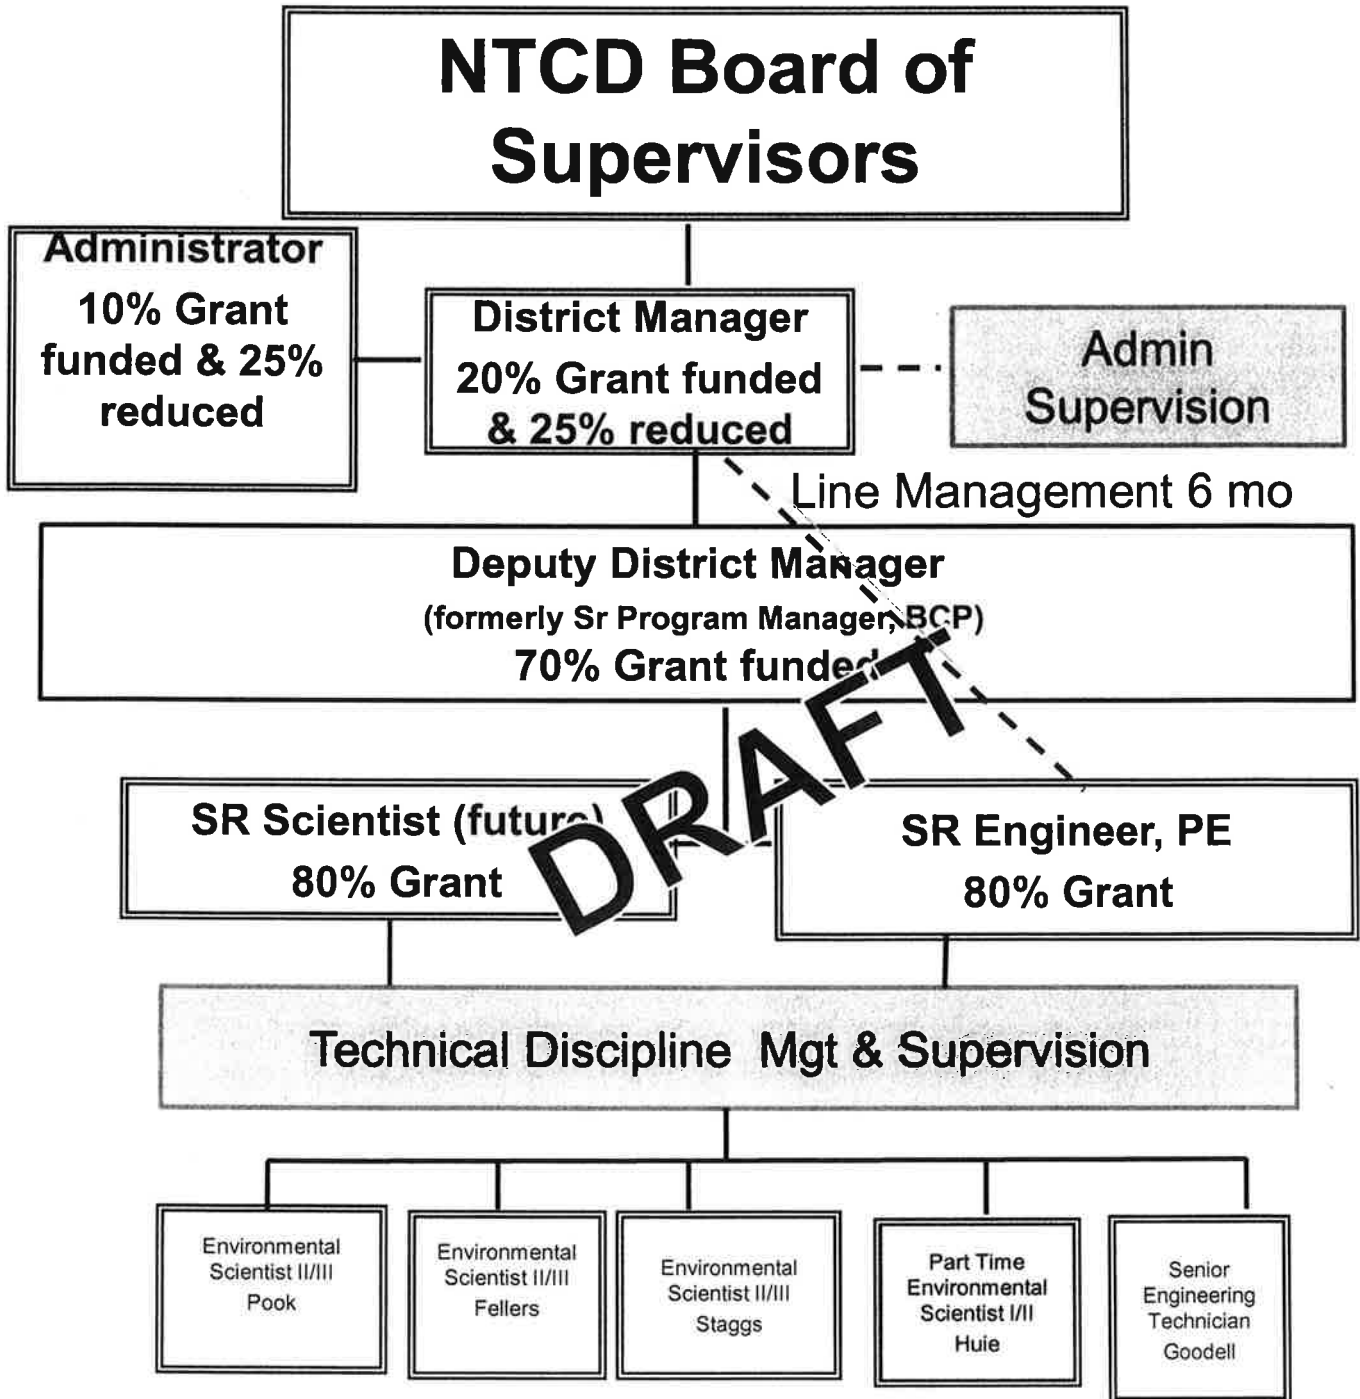 NTCD Board of
Supervisors
Administrator
10% Grant
funded & 25%
reduced
District Manager
20% Grant funded
& 25% reduced
Admin
Supervision
Line Management 6 mo
Deputy District Manager
(formerly Sr Program Manager, BCP)
70% Grant funded
DRAFT
SR Scientist (future)
80% Grant
SR Engineer, PE
80% Grant
Technical Discipline Mgt & Supervision
Environmental
Scientist II/III
Pook
Environmental
Scientist II/III
Fellers
Environmental
Scientist II/III
Staggs
Part Time
Environmental
Scientist I/II
Huie
Senior
Engineering
Technician
Goodell